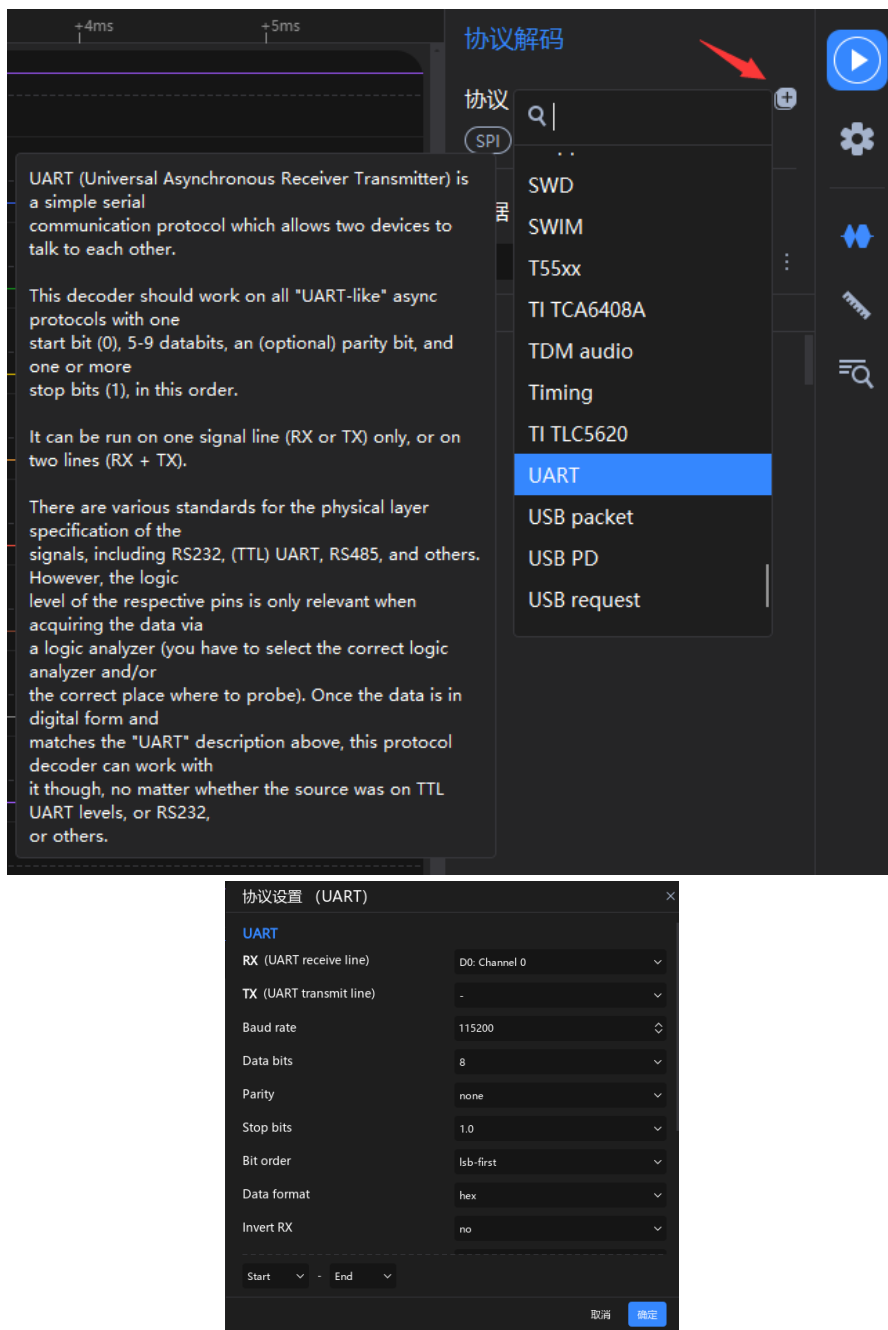 +4ms
+5ms
协议解码
协议
SPI
据
SWD
SWIM
T55xx
TI TCA6408A
TDM audio
Timing
TI TLC5620
UART
USB packet
USB PD
USB request
UART (Universal Asynchronous Receiver Transmitter) is
a simple serial
communication protocol which allows two devices to
talk to each other.
This decoder should work on all "UART-like" async
protocols with one
start bit (0), 5-9 databits, an (optional) parity bit, and
one or more
stop bits (1), in this order.
It can be run on one signal line (RX or TX) only, or on
two lines (RX + TX).
There are various standards for the physical layer
specification of the
signals, including RS232, (TTL) UART, RS485, and others.
However, the logic
level of the respective pins is only relevant when
acquiring the data via
a logic analyzer (you have to select the correct logic
analyzer and/or
the correct place where to probe). Once the data is in
digital form and
matches the "UART" description above, this protocol
decoder can work with
it though, no matter whether the source was on TTL
UART levels, or RS232,
or others.
协议设置 (UART)
UART
RX (UART receive line) D0: Channel 0
TX (UART transmit line) -
Baud rate 115200
Data bits 8
Parity none
Stop bits 1.0
Bit order lsb-first
Data format hex
Invert RX no
Start - End
取消 确定